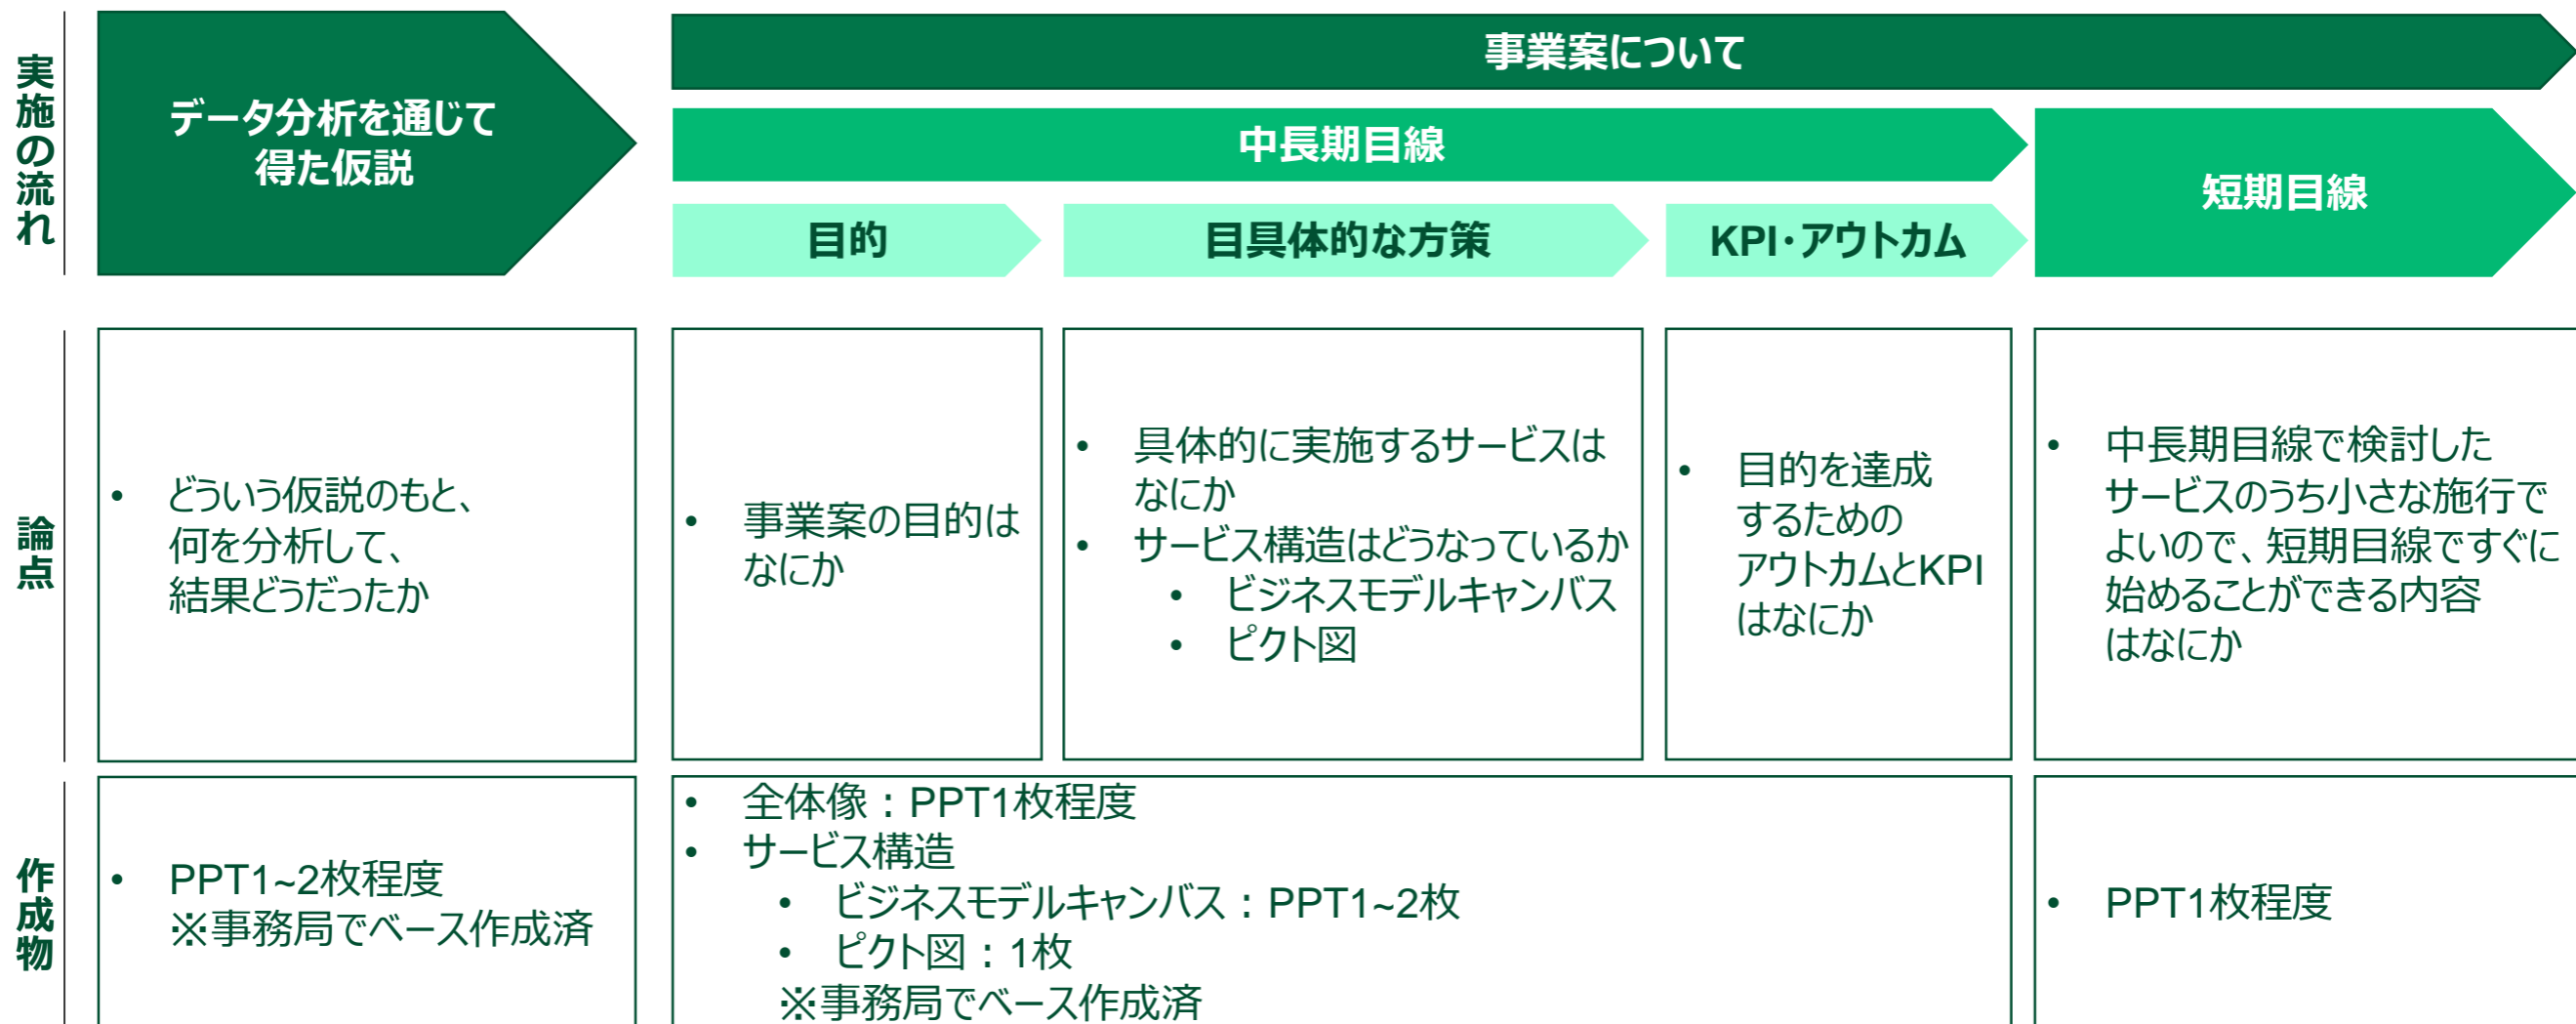 実施の流れ
データ分析を通じて
得た仮説
事業案について
中長期目線
短期目線
目的
目具体的な方策
KPI・アウトカム
論点
• どういう仮説のもと、
何を分析して、
結果どうだったか
• 事業案の目的は
なにか
• 具体的に実施するサービスは
なにか
• サービス構造はどうなっているか
• ビジネスモデルキャンバス
• ピクト図
• 目的を達成
するための
アウトカムとKPI
はなにか
• 中長期目線で検討した
サービスのうち小さな施行で
よいので、短期目線ですぐに
始めることができる内容
はなにか
作成物
• PPT1~2枚程度
※事務局でベース作成済
• 全体像：PPT1枚程度
• サービス構造
• ビジネスモデルキャンバス：PPT1~2枚
• ピクト図：1枚
※事務局でベース作成済
• PPT1枚程度